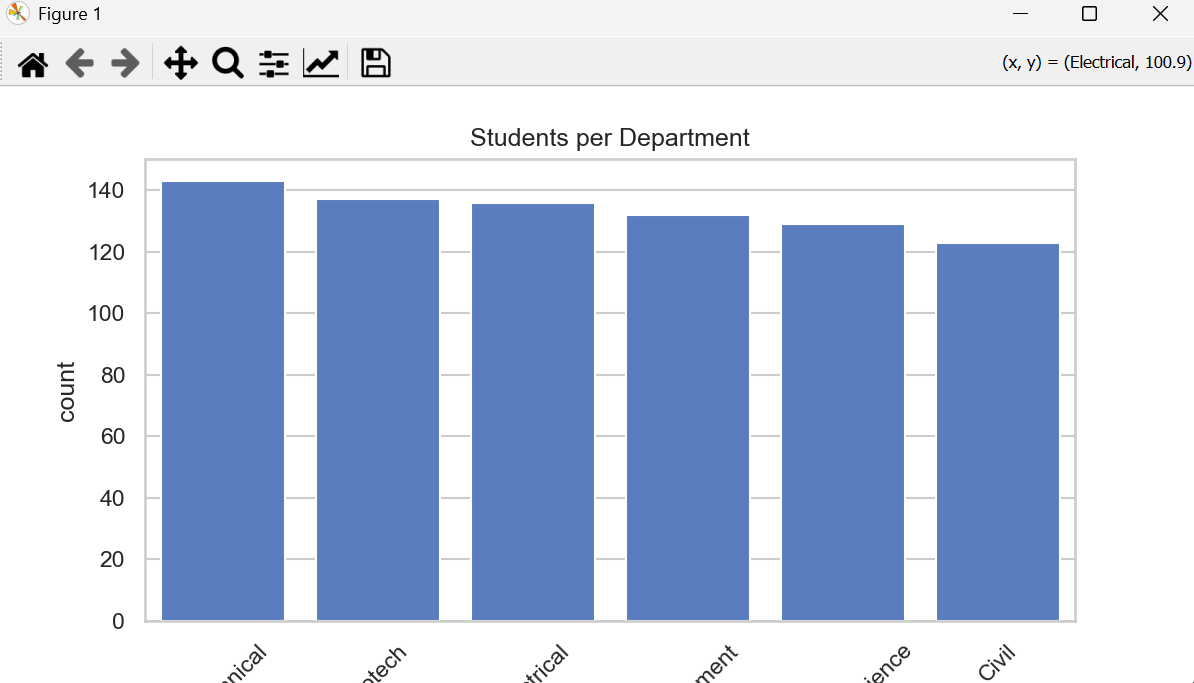 Figure 1
(x, y) = (Electrical, 100.9)
Students per Department
140
120
100
80
60
40
20
0
count
Civil